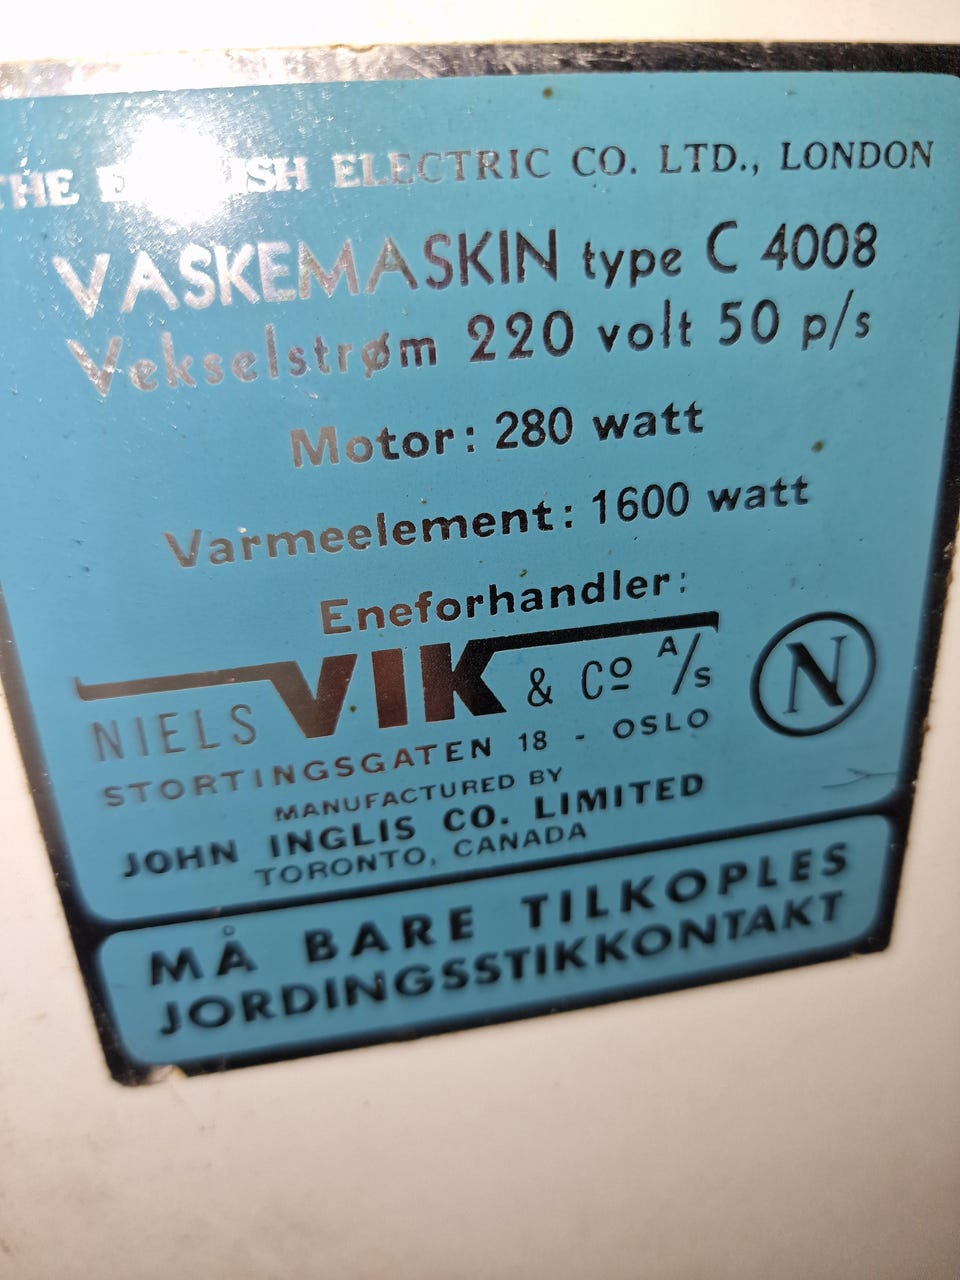 THE ENGLISH ELECTRIC CO. LTD., LONDON
VASKEMASKIN type C 4008
Vekselstrøm 220 volt 50 p/s
Motor: 280 watt
Varmeelement: 1600 watt
Eneforhandler:
NIELS VIK & Cº A/S
N
STORTINGSGATEN 18 - OSLO
MANUFACTURED BY
JOHN INGLIS CO. LIMITED
TORONTO, CANADA
MÅ BARE TILKOPLES
JORDINGSSTIKKONTAKT